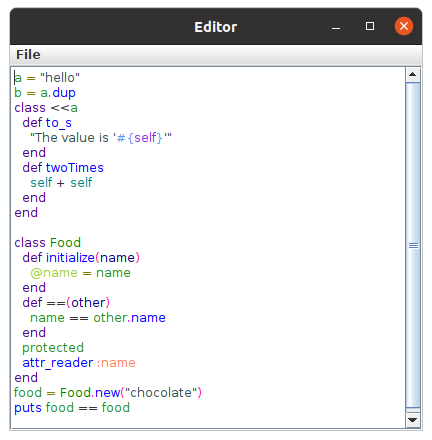 Editor
File
a = "hello"
b = a.dup
class <<a
  def to_s
    "The value is '#{self}'"
  end
  def twoTimes
    self + self
  end
end

class Food
  def initialize(name)
    @name = name
  end
  def ==(other)
    name == other.name
  end
  protected
  attr_reader :name
end
food = Food.new("chocolate")
puts food == food